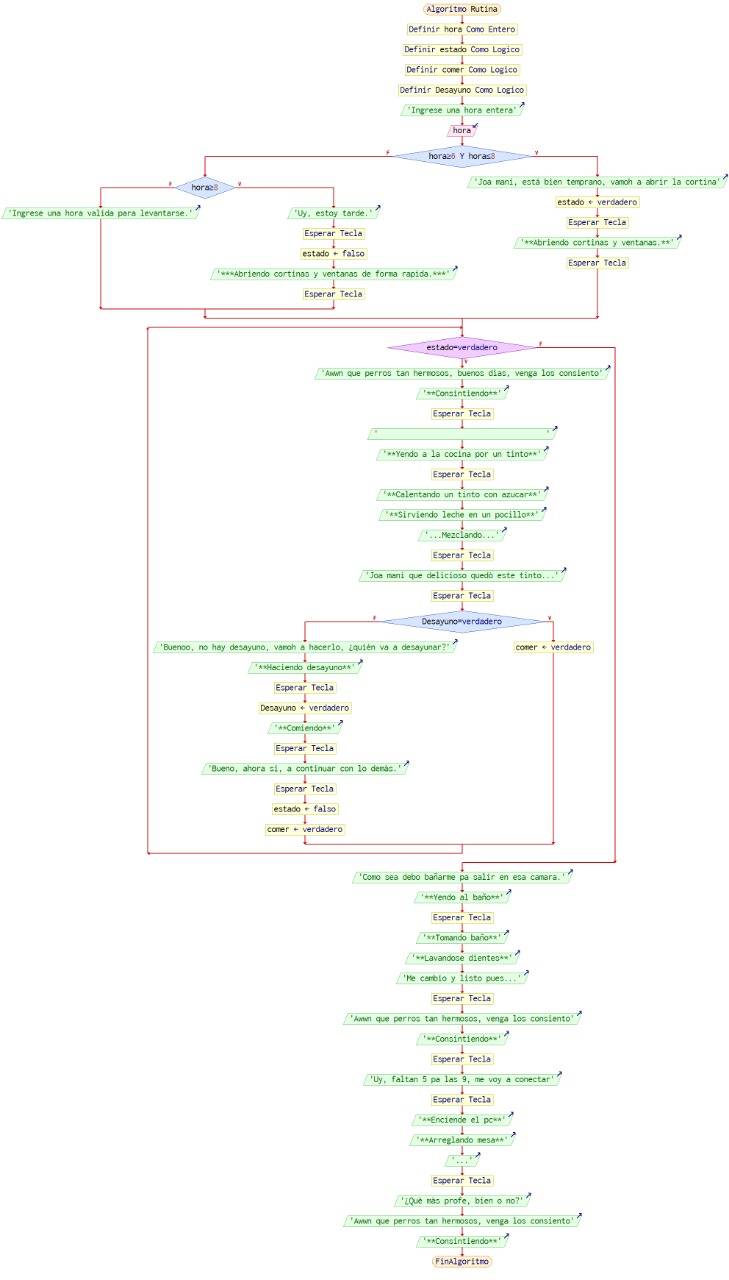 Algoritmo Rutina
Definir hora Como Entero
Definir estado Como Logico
Definir comer Como Logico
Definir Desayuno Como Logico
'Ingrese una hora entera'
hora
F hora≥6 Y hora≤8 V
F hora≥8 V
'Joa mani, está bien temprano, vamoh a abrir la cortina'
estado ← verdadero
Esperar Tecla
'**Abriendo cortinas y ventanas.**'
Esperar Tecla
'Ingrese una hora valida para levantarse.'
'Uy, estoy tarde.'
Esperar Tecla
estado ← falso
'***Abriendo cortinas y ventanas de forma rapida.***'
Esperar Tecla
estado=verdadero F
V
'Awwn que perros tan hermosos, buenos días, venga los consiento'
'**Consintiendo**'
Esperar Tecla
' '
'**Yendo a la cocina por un tinto**'
Esperar Tecla
'**Calentando un tinto con azucar**'
'**Sirviendo leche en un pocillo**'
'...Mezclando...'
Esperar Tecla
'Joa mani que delicioso quedó este tinto...'
Esperar Tecla
F Desayuno=verdadero V
'Buenoo, no hay desayuno, vamoh a hacerlo, ¿quién va a desayunar?'
comer ← verdadero
'**Haciendo desayuno**'
Esperar Tecla
Desayuno ← verdadero
'**Comiendo**'
Esperar Tecla
'Bueno, ahora sí, a continuar con lo demás.'
Esperar Tecla
estado ← falso
comer ← verdadero
'Como sea debo bañarme pa salir en esa camara.'
'**Yendo al baño**'
Esperar Tecla
'**Tomando baño**'
'**Lavandose dientes**'
'Me cambio y listo pues...'
Esperar Tecla
'Awwn que perros tan hermosos, venga los consiento'
'**Consintiendo**'
Esperar Tecla
'Uy, faltan 5 pa las 9, me voy a conectar'
Esperar Tecla
'**Enciende el pc**'
'**Arreglando mesa**'
'...'
Esperar Tecla
'¿Qué más profe, bien o no?'
'Awwn que perros tan hermosos, venga los consiento'
'**Consintiendo**'
FinAlgoritmo